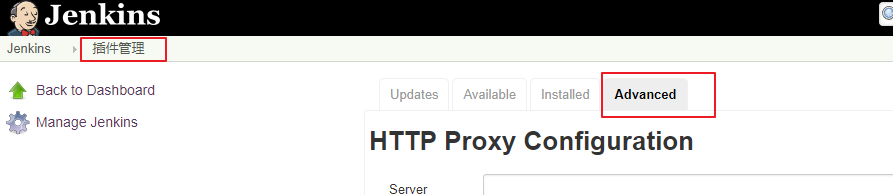 Jenkins
Jenkins 插件管理
Back to Dashboard
Manage Jenkins
Updates Available Installed Advanced
HTTP Proxy Configuration
Server